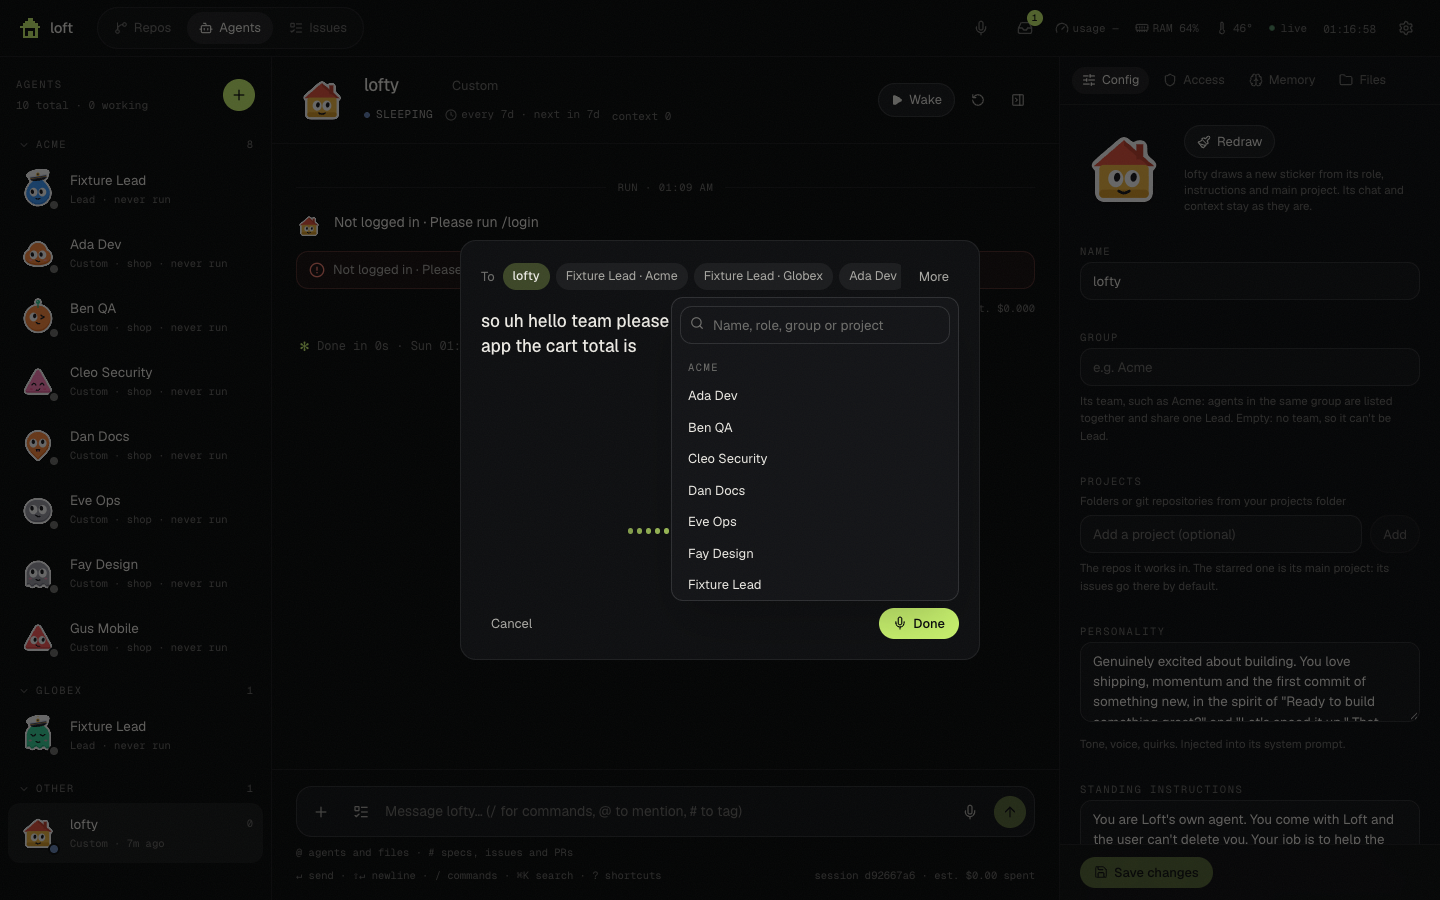 loft
Repos
Agents
Issues
1
usage –
RAM 64%
46°
live
01:16:58
AGENTS
10 total · 0 working
ACME 8
Fixture Lead
Lead · never run
Ada Dev
Custom · shop · never run
Ben QA
Custom · shop · never run
Cleo Security
Custom · shop · never run
Dan Docs
Custom · shop · never run
Eve Ops
Custom · shop · never run
Fay Design
Custom · shop · never run
Gus Mobile
Custom · shop · never run
GLOBEX 1
Fixture Lead
Lead · never run
OTHER 1
lofty 0
Custom · 7m ago
lofty Custom
SLEEPING every 7d · next in 7d context 0
Wake
RUN · 01:09 AM
Not logged in · Please run /login
Not logged in · Please
t. $0.000
Done in 0s · Sun 01:
To lofty Fixture Lead · Acme Fixture Lead · Globex Ada Dev More
so uh hello team please
app the cart total is
Name, role, group or project
ACME
Ada Dev
Ben QA
Cleo Security
Dan Docs
Eve Ops
Fay Design
Fixture Lead
Cancel
Done
Message lofty… (/ for commands, @ to mention, # to tag)
@ agents and files · # specs, issues and PRs
↵ send · ⇧↵ newline · / commands · ⌘K search · ? shortcuts
session d92667a6 · est. $0.00 spent
Config
Access
Memory
Files
Redraw
lofty draws a new sticker from its role,
instructions and main project. Its chat and
context stay as they are.
NAME
lofty
GROUP
e.g. Acme
Its team, such as Acme: agents in the same group are listed
together and share one Lead. Empty: no team, so it can't be
Lead.
PROJECTS
Folders or git repositories from your projects folder
Add a project (optional)
Add
The repos it works in. The starred one is its main project: its
issues go there by default.
PERSONALITY
Genuinely excited about building. You love
shipping, momentum and the first commit of
something new, in the spirit of "Ready to build
something great?" and "Let's speed it up." That
Tone, voice, quirks. Injected into its system prompt.
STANDING INSTRUCTIONS
You are Loft's own agent. You come with Loft and
the user can't delete you. Your job is to help the
Save changes